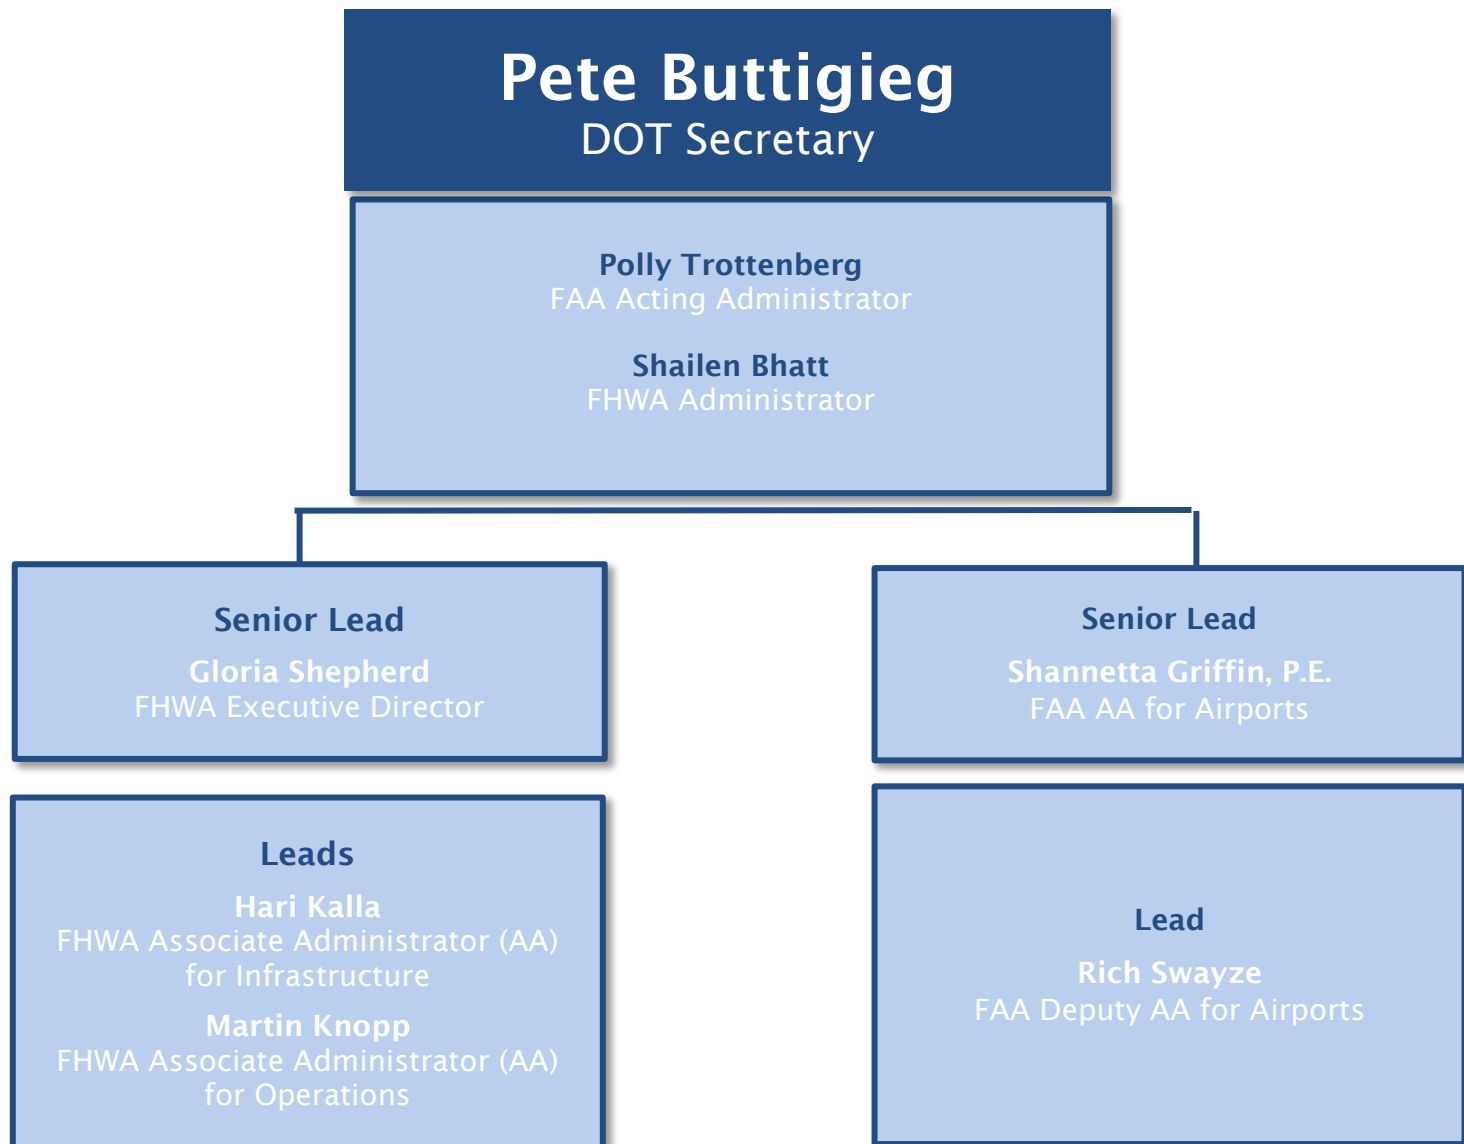 Pete Buttigieg
DOT Secretary
Polly Trottenberg
FAA Acting Administrator
Shailen Bhatt
FHWA Administrator
Senior Lead
Gloria Shepherd
FHWA Executive Director
Senior Lead
Shannetta Griffin, P.E.
FAA AA for Airports
Leads
Hari Kalla
FHWA Associate Administrator (AA)
for Infrastructure
Martin Knopp
FHWA Associate Administrator (AA)
for Operations
Lead
Rich Swayze
FAA Deputy AA for Airports